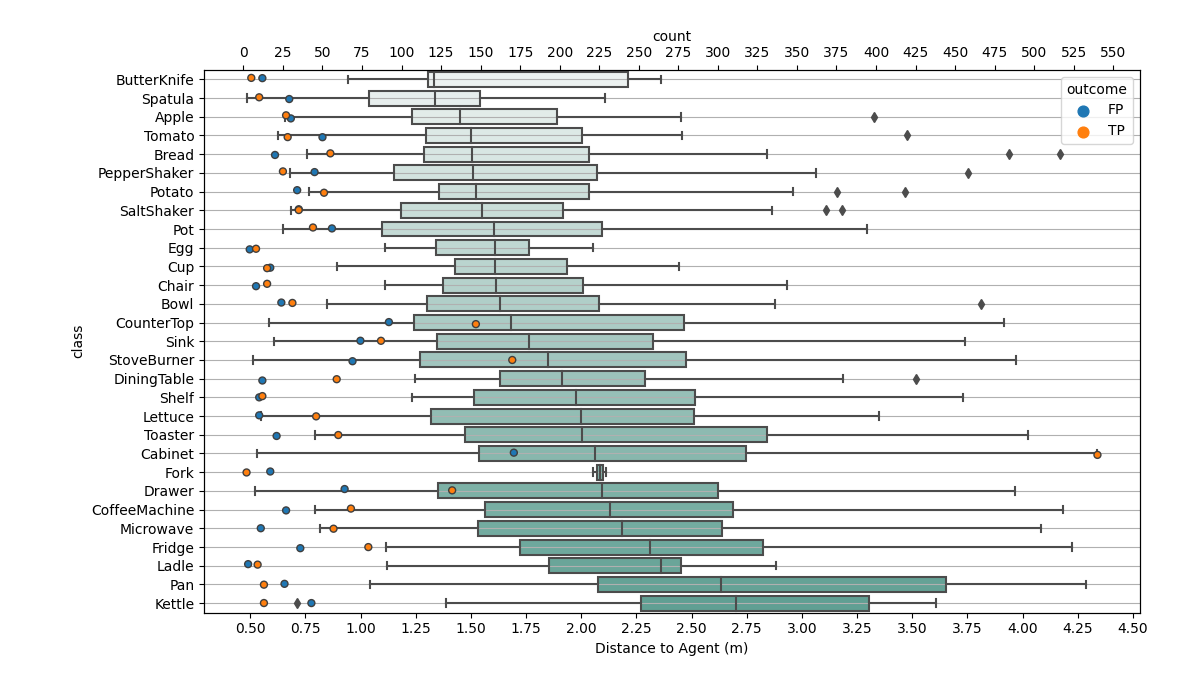 count
0 25 50 75 100 125 150 175 200 225 250 275 300 325 350 375 400 425 450 475 500 525 550
outcome
FP
TP
class
ButterKnife
Spatula
Apple
Tomato
Bread
PepperShaker
Potato
SaltShaker
Pot
Egg
Cup
Chair
Bowl
CounterTop
Sink
StoveBurner
DiningTable
Shelf
Lettuce
Toaster
Cabinet
Fork
Drawer
CoffeeMachine
Microwave
Fridge
Ladle
Pan
Kettle
0.50 0.75 1.00 1.25 1.50 1.75 2.00 2.25 2.50 2.75 3.00 3.25 3.50 3.75 4.00 4.25 4.50
Distance to Agent (m)